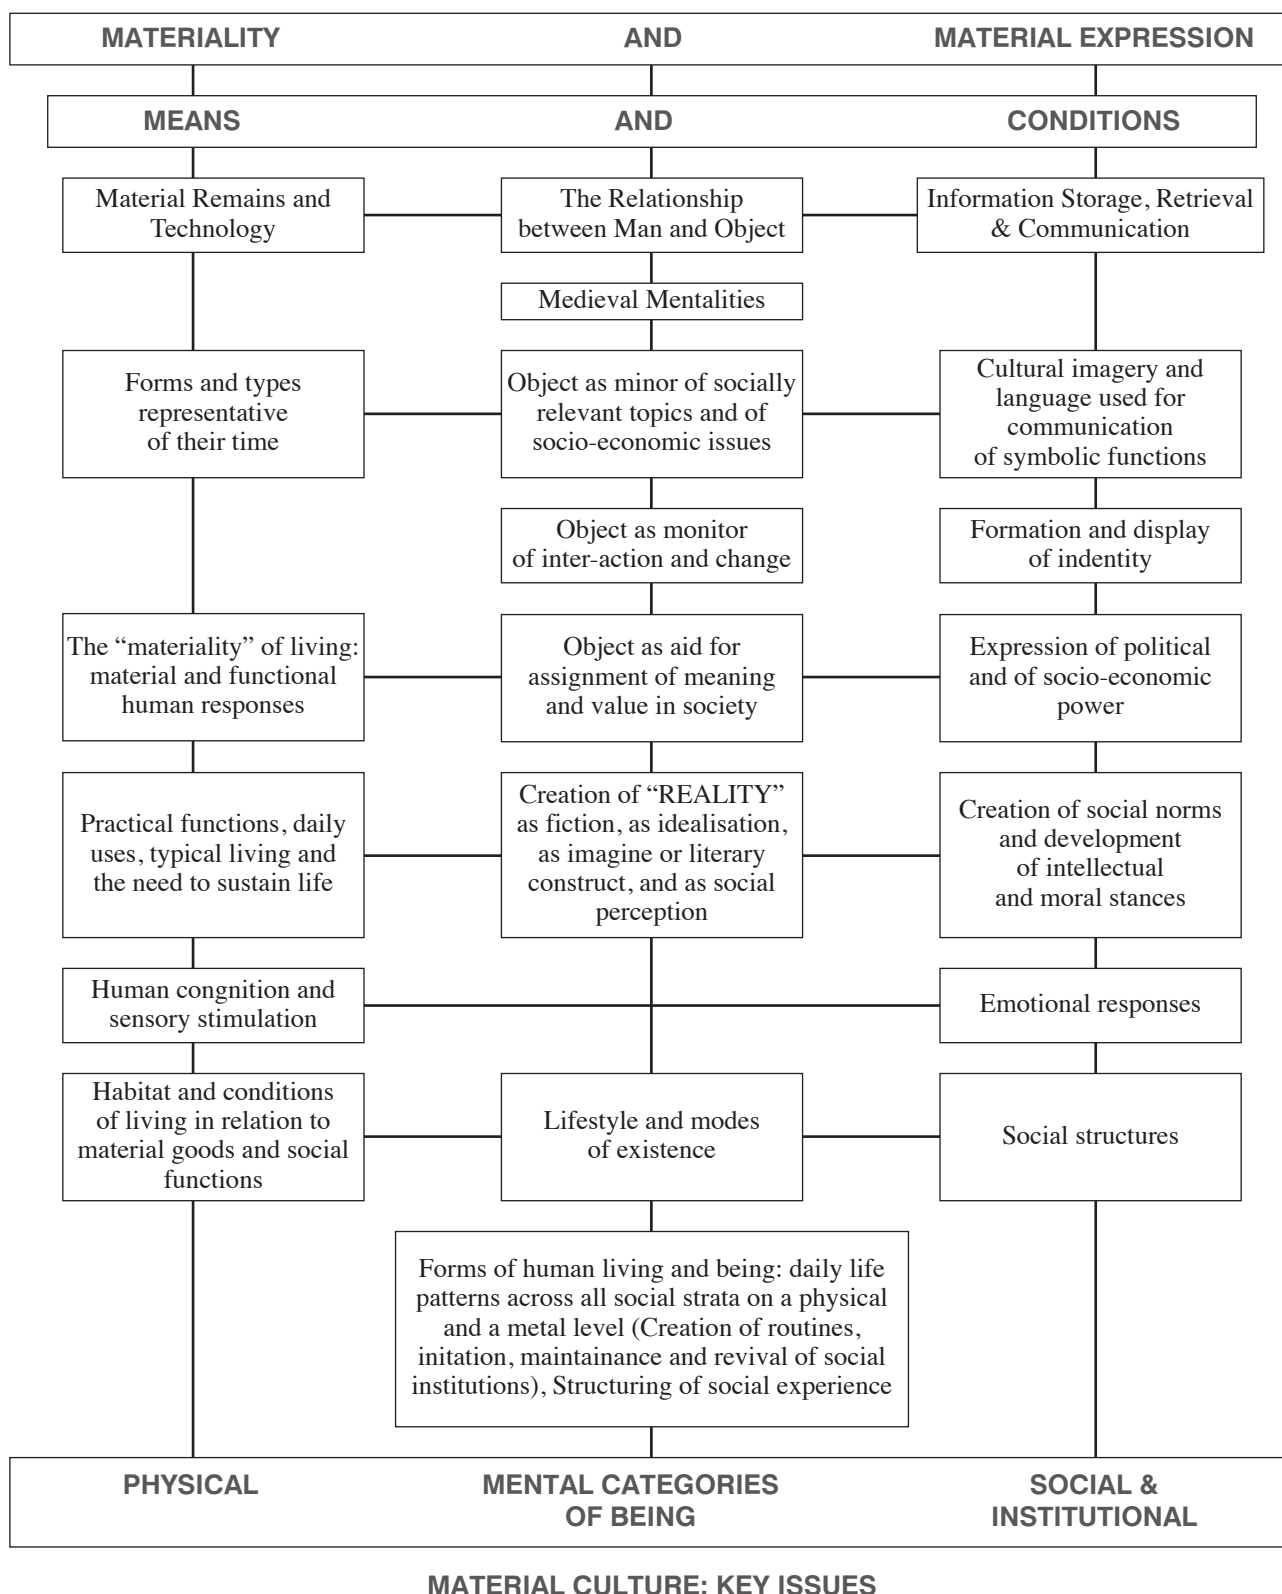 MATERIALITY AND MATERIAL EXPRESSION
MEANS AND CONDITIONS
Material Remains and
Technology
The Relationship
between Man and Object
Information Storage, Retrieval
& Communication
Medieval Mentalities
Forms and types
representative
of their time
Object as minor of socially
relevant topics and of
socio-economic issues
Cultural imagery and
language used for
communication
of symbolic functions
Object as monitor
of inter-action and change
Formation and display
of indentity
The “materiality” of living:
material and functional
human responses
Object as aid for
assignment of meaning
and value in society
Expression of political
and of socio-economic
power
Practical functions, daily
uses, typical living and
the need to sustain life
Creation of “REALITY”
as fiction, as idealisation,
as imagine or literary
construct, and as social
perception
Creation of social norms
and development
of intellectual
and moral stances
Human congnition and
sensory stimulation
Emotional responses
Habitat and conditions
of living in relation to
material goods and social
functions
Lifestyle and modes
of existence
Social structures
Forms of human living and being: daily life
patterns across all social strata on a physical
and a metal level (Creation of routines,
initation, maintainance and revival of social
institutions), Structuring of social experience
PHYSICAL
MENTAL CATEGORIES
OF BEING
SOCIAL &
INSTITUTIONAL
MATERIAL CULTURE: KEY ISSUES